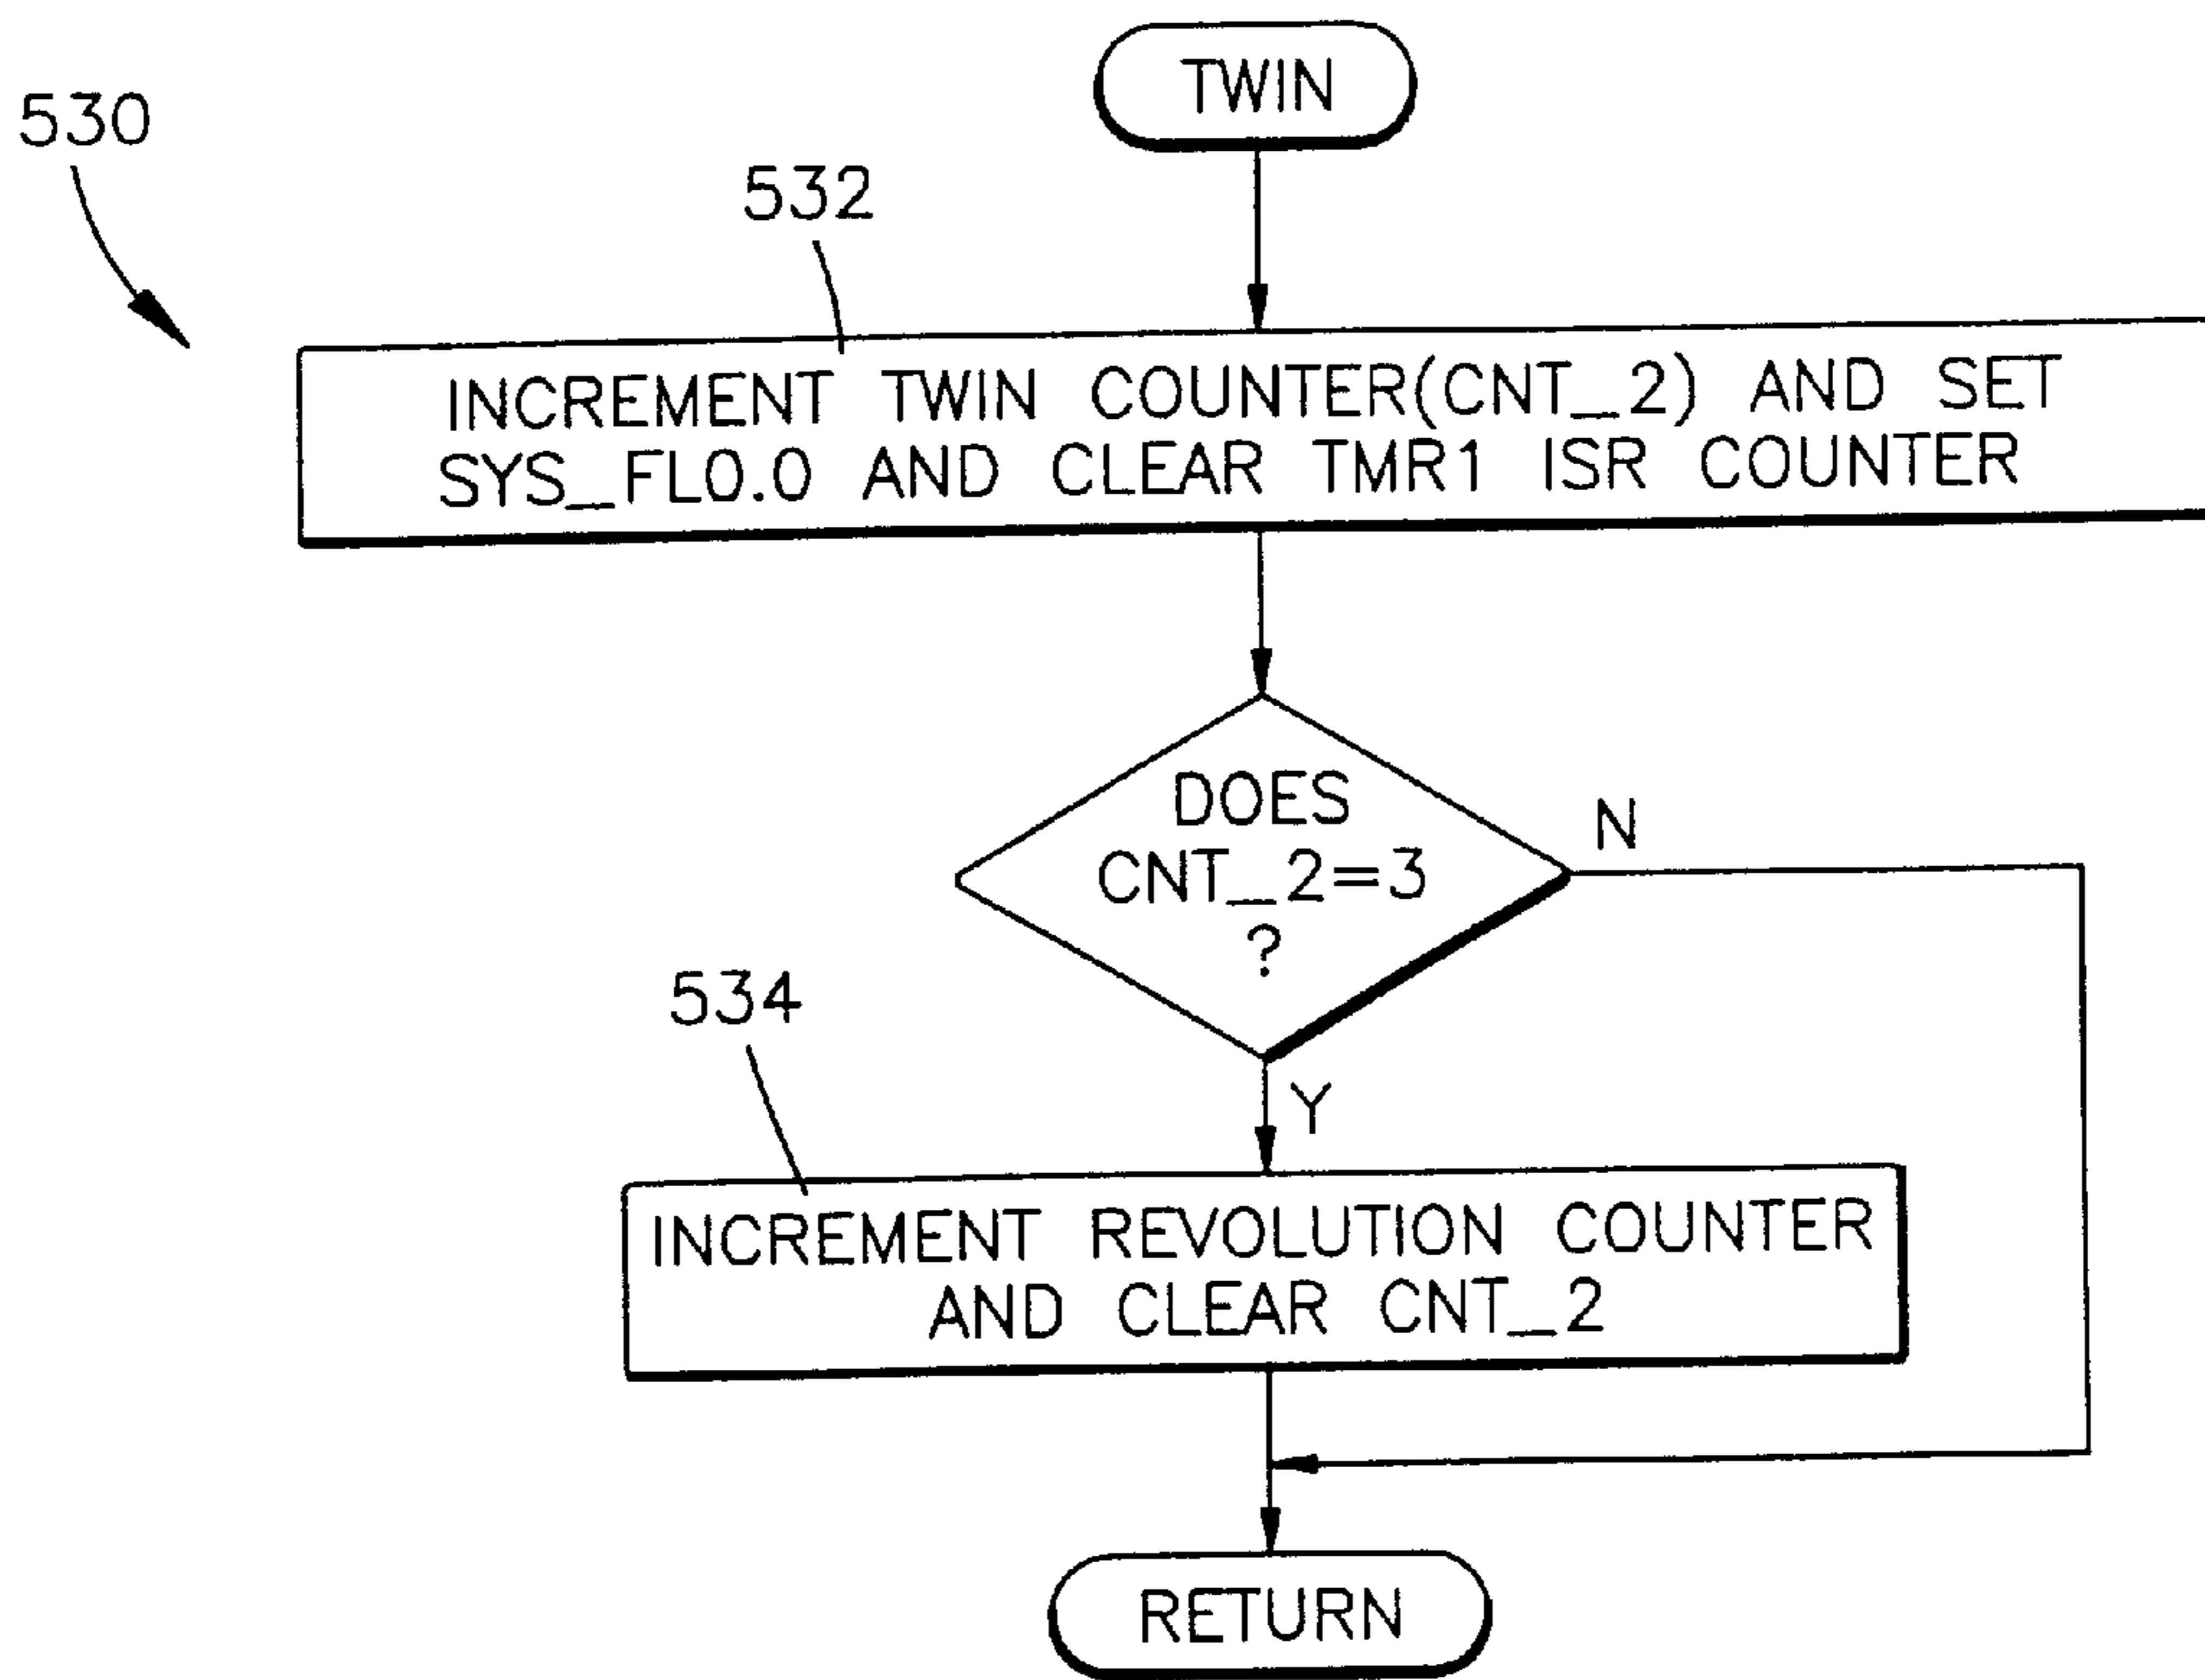 TWIN
530
532
INCREMENT TWIN COUNTER(CNT_2) AND SET
SYS_FL0.0 AND CLEAR TMR1 ISR COUNTER
DOES
CNT_2=3
?
N
534
Y
INCREMENT REVOLUTION COUNTER
AND CLEAR CNT_2
RETURN